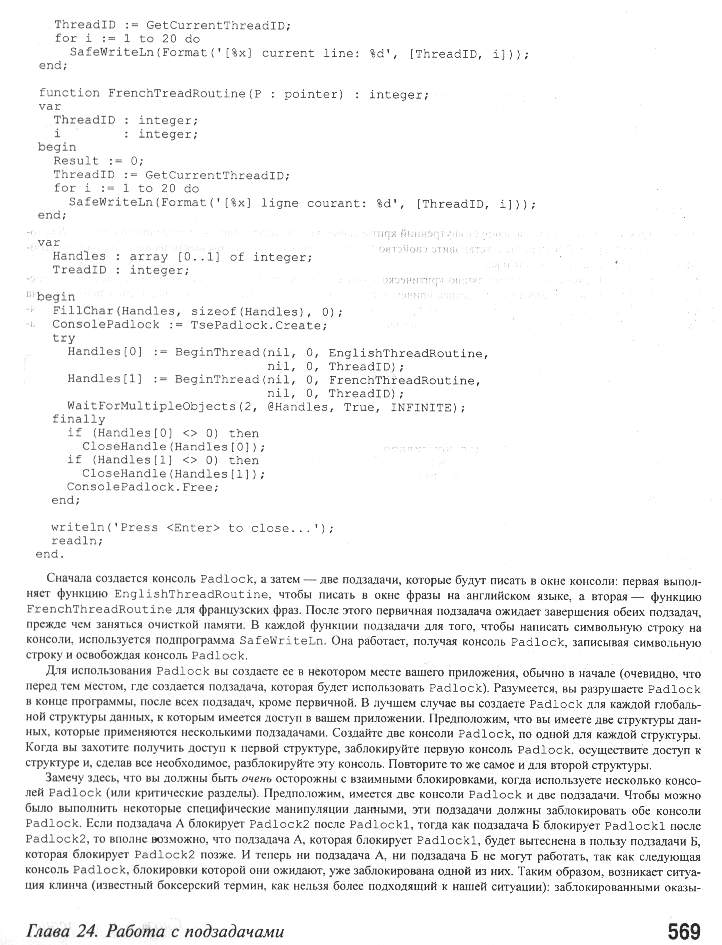 ThreadID := GetCurrentThreadID;
for i := 1 to 20 do
SafeWriteLn(Format('[%x] current line: %d', [ThreadID, i]));
end;
function FrenchTreadRoutine(P : pointer) : integer;
var
ThreadID : integer;
i : integer;
begin
Result := 0;
ThreadID := GetCurrentThreadID;
for i := 1 to 20 do
SafeWriteLn(Format('[%x] ligne courant: %d', [ThreadID, i]));
end;
var
Handles : array [0..1] of integer;
TreadID : integer;
begin
FillChar(Handles, sizeof(Handles), 0);
ConsolePadlock := TsePadlock.Create;
try
Handles[0] := BeginThread(nil, 0, EnglishThreadRoutine,
nil, 0, ThreadID);
Handles[1] := BeginThread(nil, 0, FrenchThreadRoutine,
nil, 0, ThreadID);
WaitForMultipleObjects(2, @Handles, True, INFINITE);
finally
if (Handles[0] <> 0) then
CloseHandle(Handles[0]);
if (Handles[1] <> 0) then
CloseHandle(Handles[1]);
ConsolePadlock.Free;
end;
writeln('Press <Enter> to close...');
readln;
end.
Сначала создается консоль Padlock, а затем — две подзадачи, которые будут писать в окне консоли: первая выпол-
няет функцию EnglishThreadRoutine, чтобы писать в окне фразы на английском языке, а вторая — функцию
FrenchThreadRoutine для французских фраз. После этого первичная подзадача ожидает завершения обеих подзадач,
прежде чем заняться очисткой памяти. В каждой функции подзадачи для того, чтобы написать символьную строку на
консоли, используется подпрограмма SafeWriteLn. Она работает, получая консоль Padlock, записывая символьную
строку и освобождая консоль Padlock.
Для использования Padlock вы создаете ее в некотором месте вашего приложения, обычно в начале (очевидно, что
перед тем местом, где создается подзадача, которая будет использовать Padlock). Разумеется, вы разрушаете Padlock
в конце программы, после всех подзадач, кроме первичной. В лучшем случае вы создаете Padlock для каждой глобаль-
ной структуры данных, к которым имеется доступ в вашем приложении. Предположим, что вы имеете две структуры дан-
ных, которые применяются несколькими подзадачами. Создайте две консоли Padlock, по одной для каждой структуры.
Когда вы захотите получить доступ к первой структуре, заблокируйте первую консоль Padlock, осуществите доступ к
структуре и, сделав все необходимое, разблокируйте эту консоль. Повторите то же самое и для второй структуры.
Замечу здесь, что вы должны быть очень осторожны с взаимными блокировками, когда используете несколько консо-
лей Padlock (или критические разделы). Предположим, имеется две консоли Padlock и две подзадачи. Чтобы можно
было выполнить некоторые специфические манипуляции данными, эти подзадачи должны заблокировать обе консоли
Padlock. Если подзадача А блокирует Padlock2 после Padlock1, тогда как подзадача Б блокирует Padlock1 после
Padlock2, то вполне возможно, что подзадача А, которая блокирует Padlock1, будет вытеснена в пользу подзадачи Б,
которая блокирует Padlock2 позже. И теперь ни подзадача А, ни подзадача Б не могут работать, так как следующая
консоль Padlock, блокировки которой они ожидают, уже заблокирована одной из них. Таким образом, возникает ситуа-
ция клинча (известный боксерский термин, как нельзя более подходящий к нашей ситуации): заблокированными оказы-
Глава 24. Работа с подзадачами 569